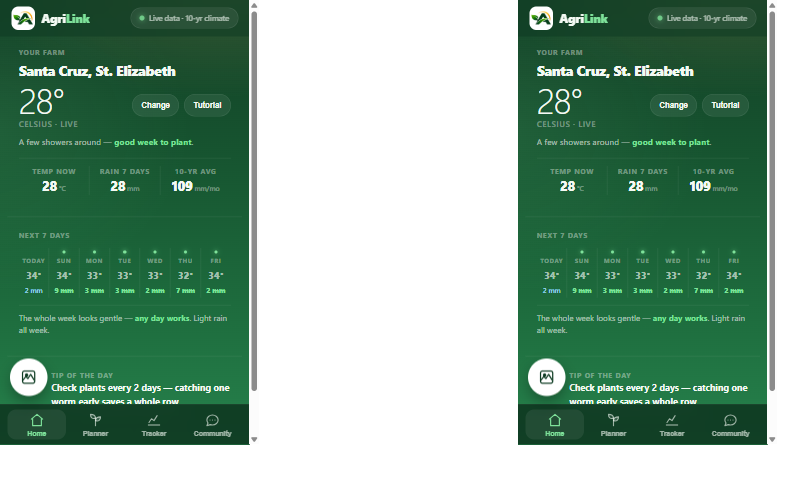 AgriLink
Live data · 10-yr climate
YOUR FARM
Santa Cruz, St. Elizabeth
28°
Change
Tutorial
CELSIUS · LIVE
A few showers around — good week to plant.
TEMP NOW RAIN 7 DAYS 10-YR AVG
28 °C 28 mm 109 mm/mo
NEXT 7 DAYS
TODAY SUN MON TUE WED THU FRI
34° 34° 33° 33° 33° 32° 34°
2 mm 9 mm 3 mm 3 mm 2 mm 7 mm 2 mm
The whole week looks gentle — any day works. Light rain
all week.
TIP OF THE DAY
Check plants every 2 days — catching one
worm early saves a whole row
Home Planner Tracker Community
AgriLink
Live data · 10-yr climate
YOUR FARM
Santa Cruz, St. Elizabeth
28°
Change
Tutorial
CELSIUS · LIVE
A few showers around — good week to plant.
TEMP NOW RAIN 7 DAYS 10-YR AVG
28 °C 28 mm 109 mm/mo
NEXT 7 DAYS
TODAY SUN MON TUE WED THU FRI
34° 34° 33° 33° 33° 32° 34°
2 mm 9 mm 3 mm 3 mm 2 mm 7 mm 2 mm
The whole week looks gentle — any day works. Light rain
all week.
TIP OF THE DAY
Check plants every 2 days — catching one
worm early saves a whole row
Home Planner Tracker Community